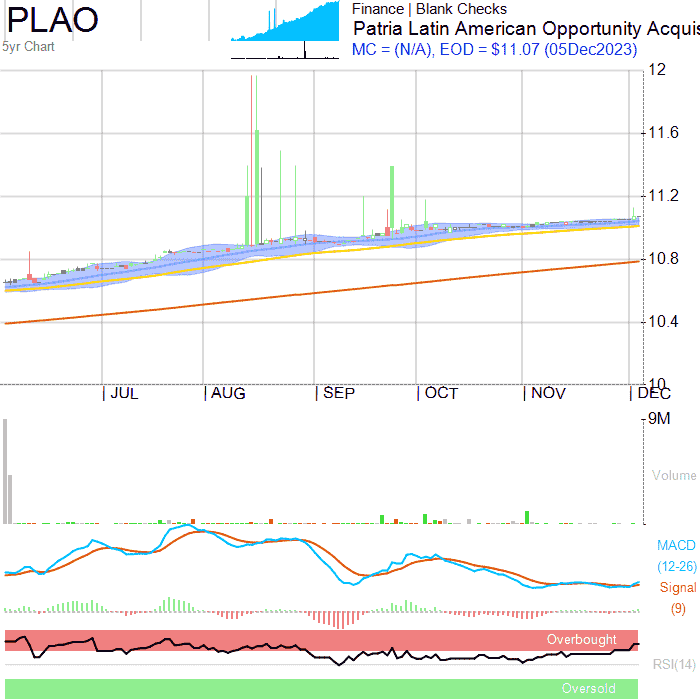 PLAO
5yr Chart
Finance | Blank Checks
Patria Latin American Opportunity Acquis
MC = (N/A), EOD = $11.07 (05Dec2023)
12
11.6
11.2
10.8
10.4
10
| JUL | AUG | SEP | OCT | NOV | DEC
9M
Volume
MACD
(12-26)
Signal
(9)
Overbought
RSI(14)
Oversold